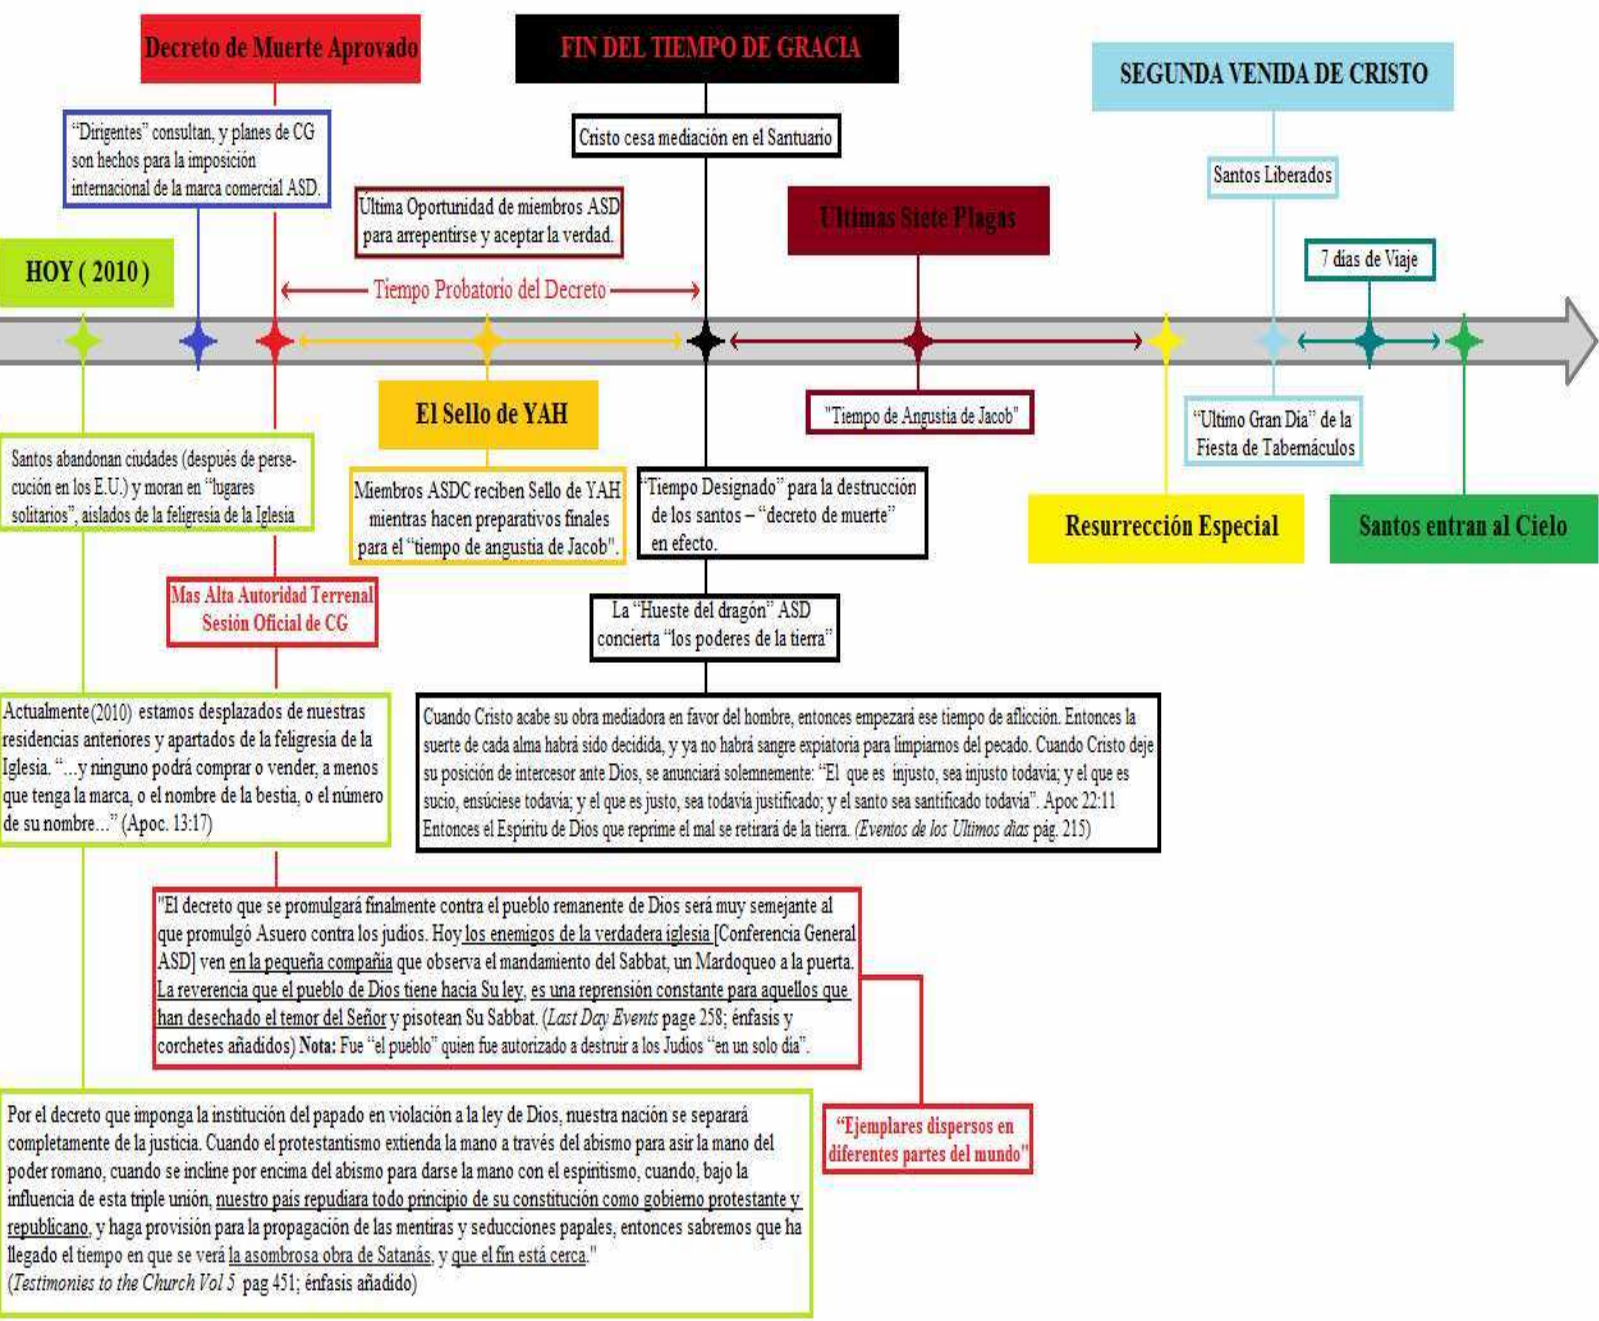 Decreto de Muerte Aprovado
FIN DEL TIEMPO DE GRACIA
SEGUNDA VENIDA DE CRISTO
“Dirigentes” consultan, y planes de CG
son hechos para la imposición
internacional de la marca comercial ASD.
Cristo cesa mediación en el Santuario
Santos Liberados
Última Oportunidad de miembros ASD
para arrepentirse y aceptar la verdad.
Ultimas Siete Plagas
HOY ( 2010 )
7 dias de Viaje
Tiempo Probatorio del Decreto
El Sello de YAH
"Tiempo de Angustia de Jacob"
“Ultimo Gran Dia” de la
Fiesta de Tabernáculos
Santos abandonan ciudades (después de perse-
cución en los E.U.) y moran en “lugares
solitarios”, aislados de la feligresia de la Iglesia
Miembros ASDC reciben Sello de YAH
mientras hacen preparativos finales
para el “tiempo de angustia de Jacob".
“Tiempo Designado” para la destrucción
de los santos – “decreto de muerte”
en efecto.
Resurrección Especial
Santos entran al Cielo
Mas Alta Autoridad Terrenal
Sesión Oficial de CG
La “Hueste del dragón” ASD
concierta “los poderes de la tierra”
Actualmente(2010) estamos desplazados de nuestras
residencias anteriores y apartados de la feligresia de la
Iglesia. “…y ninguno podrá comprar o vender, a menos
que tenga la marca, o el nombre de la bestia, o el número
de su nombre…” (Apoc. 13:17)
Cuando Cristo acabe su obra mediadora en favor del hombre, entonces empezará ese tiempo de aflicción. Entonces la
suerte de cada alma habrá sido decidida, y ya no habrá sangre expiatoria para limpiarnos del pecado. Cuando Cristo deje
su posición de intercesor ante Dios, se anunciará solemnemente: “El que es injusto, sea injusto todavia; y el que es
sucio, ensúciese todavia; y el que es justo, sea todavia justificado; y el santo sea santificado todavia”. Apoc 22:11
Entonces el Espiritu de Dios que reprime el mal se retirará de la tierra. (Eventos de los Ultimos dias pág. 215)
"El decreto que se promulgará finalmente contra el pueblo remanente de Dios será muy semejante al
que promulgó Asuero contra los judios. Hoy los enemigos de la verdadera iglesia [Conferencia General
ASD] ven en la pequeña compañia que observa el mandamiento del Sabbat, un Mardoqueo a la puerta.
La reverencia que el pueblo de Dios tiene hacia Su ley, es una reprensión constante para aquellos que
han desechado el temor del Señor y pisotean Su Sabbat. (Last Day Events page 258; énfasis y
corchetes añadidos) Nota: Fue “el pueblo” quien fue autorizado a destruir a los Judios “en un solo dia”.
“Ejemplares dispersos en
diferentes partes del mundo”
Por el decreto que imponga la institución del papado en violación a la ley de Dios, nuestra nación se separará
completamente de la justicia. Cuando el protestantismo extienda la mano a través del abismo para asir la mano del
poder romano, cuando se incline por encima del abismo para darse la mano con el espiritismo, cuando, bajo la
influencia de esta triple unión, nuestro pais repudiara todo principio de su constitución como gobierno protestante y
republicano, y haga provisión para la propagación de las mentiras y seducciones papales, entonces sabremos que ha
llegado el tiempo en que se verá la asombrosa obra de Satanás, y que el fin está cerca."
(Testimonies to the Church Vol 5 pag 451; énfasis añadido)